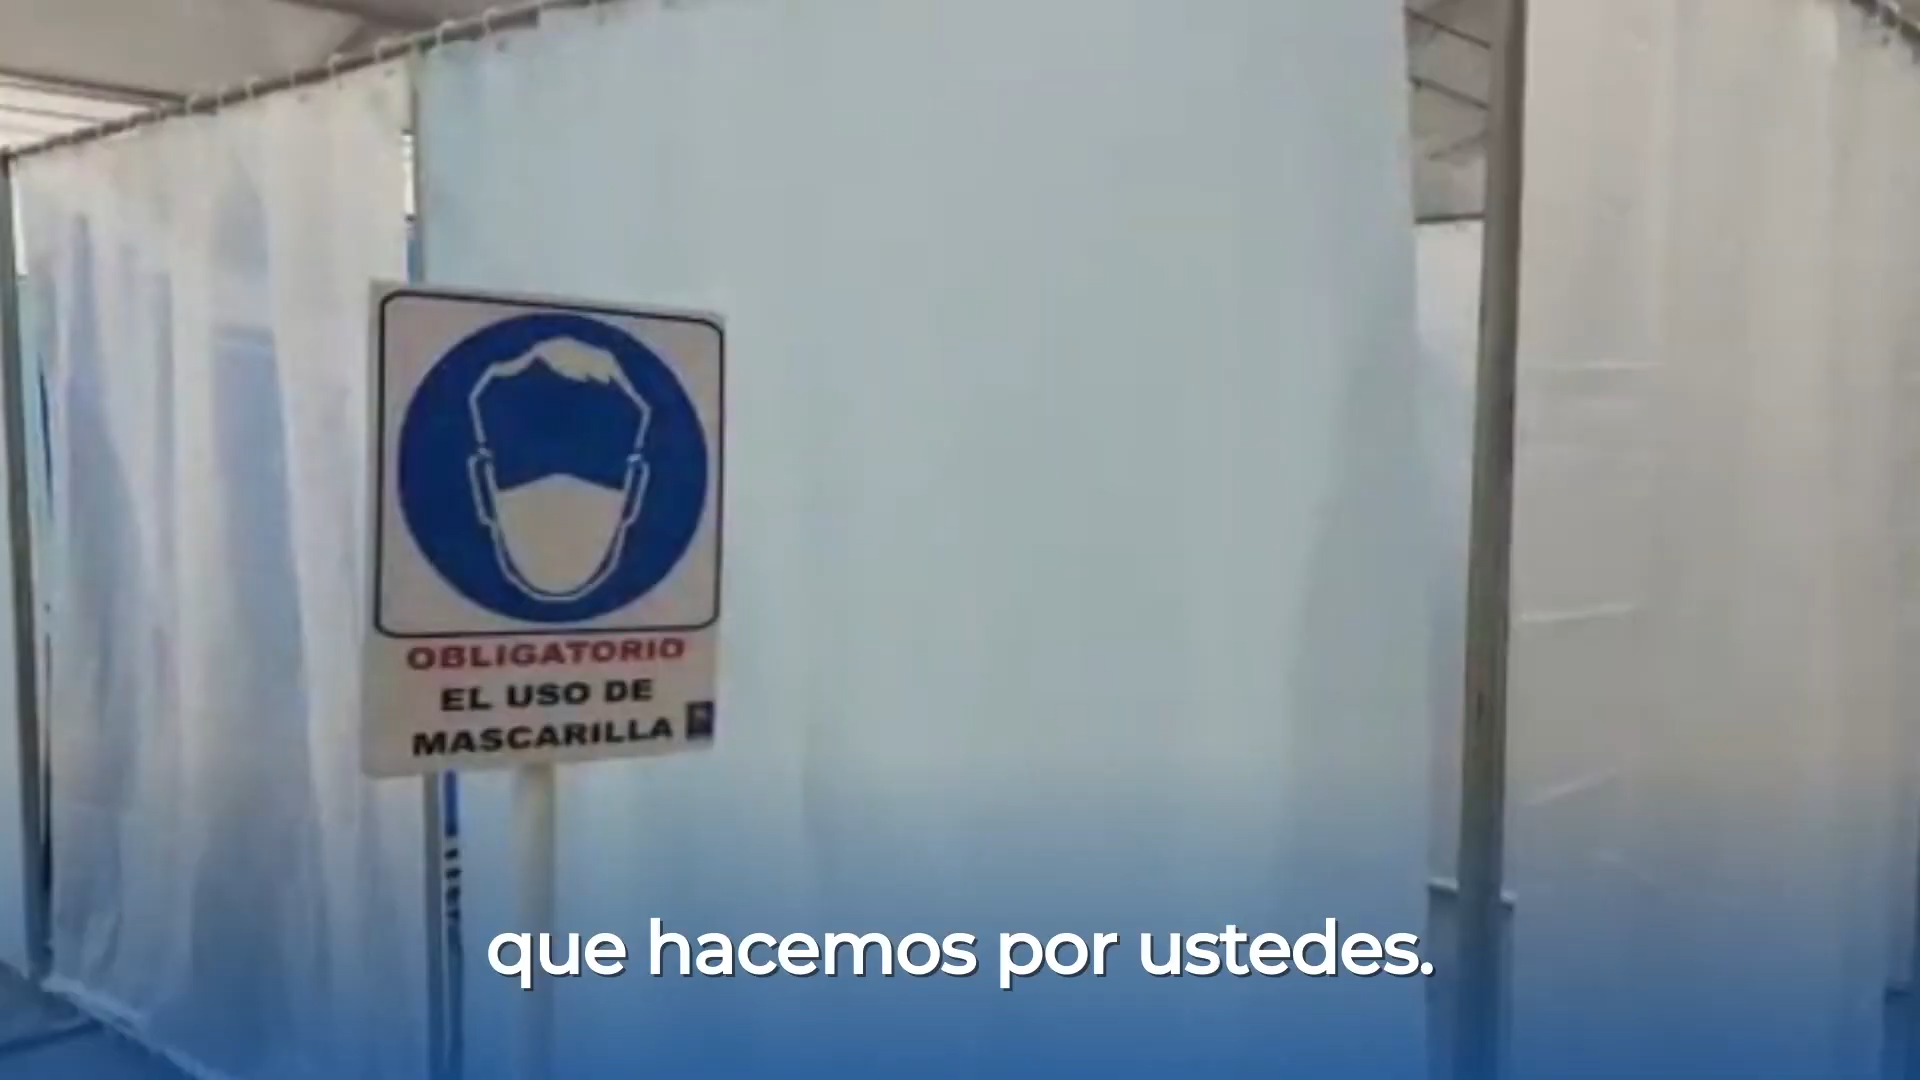 OBLIGATORIO
EL USO DE
MASCARILLA
que hacemos por ustedes.